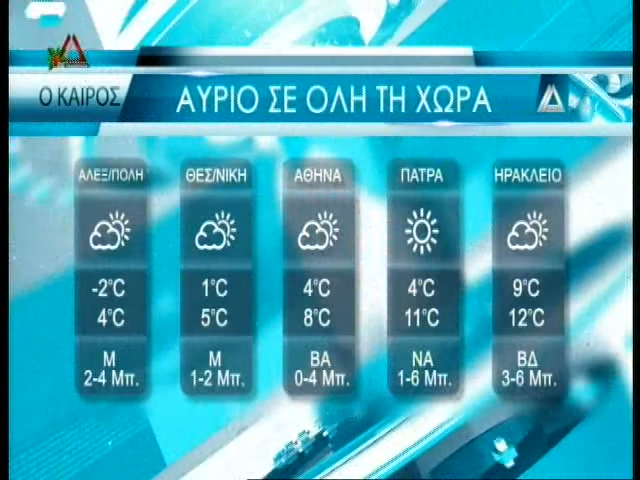 Ο ΚΑΙΡΟΣ
ΑΥΡΙΟ ΣΕ ΟΛΗ ΤΗ ΧΩΡΑ
ΑΛΕΞ/ΠΟΛΗ
-2°C
4°C
Μ
2-4 Μπ.
ΘΕΣ/ΝΙΚΗ
1°C
5°C
Μ
1-2 Μπ.
ΑΘΗΝΑ
4°C
8°C
ΒΑ
0-4 Μπ.
ΠΑΤΡΑ
4°C
11°C
ΝΑ
1-6 Μπ.
ΗΡΑΚΛΕΙΟ
9°C
12°C
ΒΔ
3-6 Μπ.